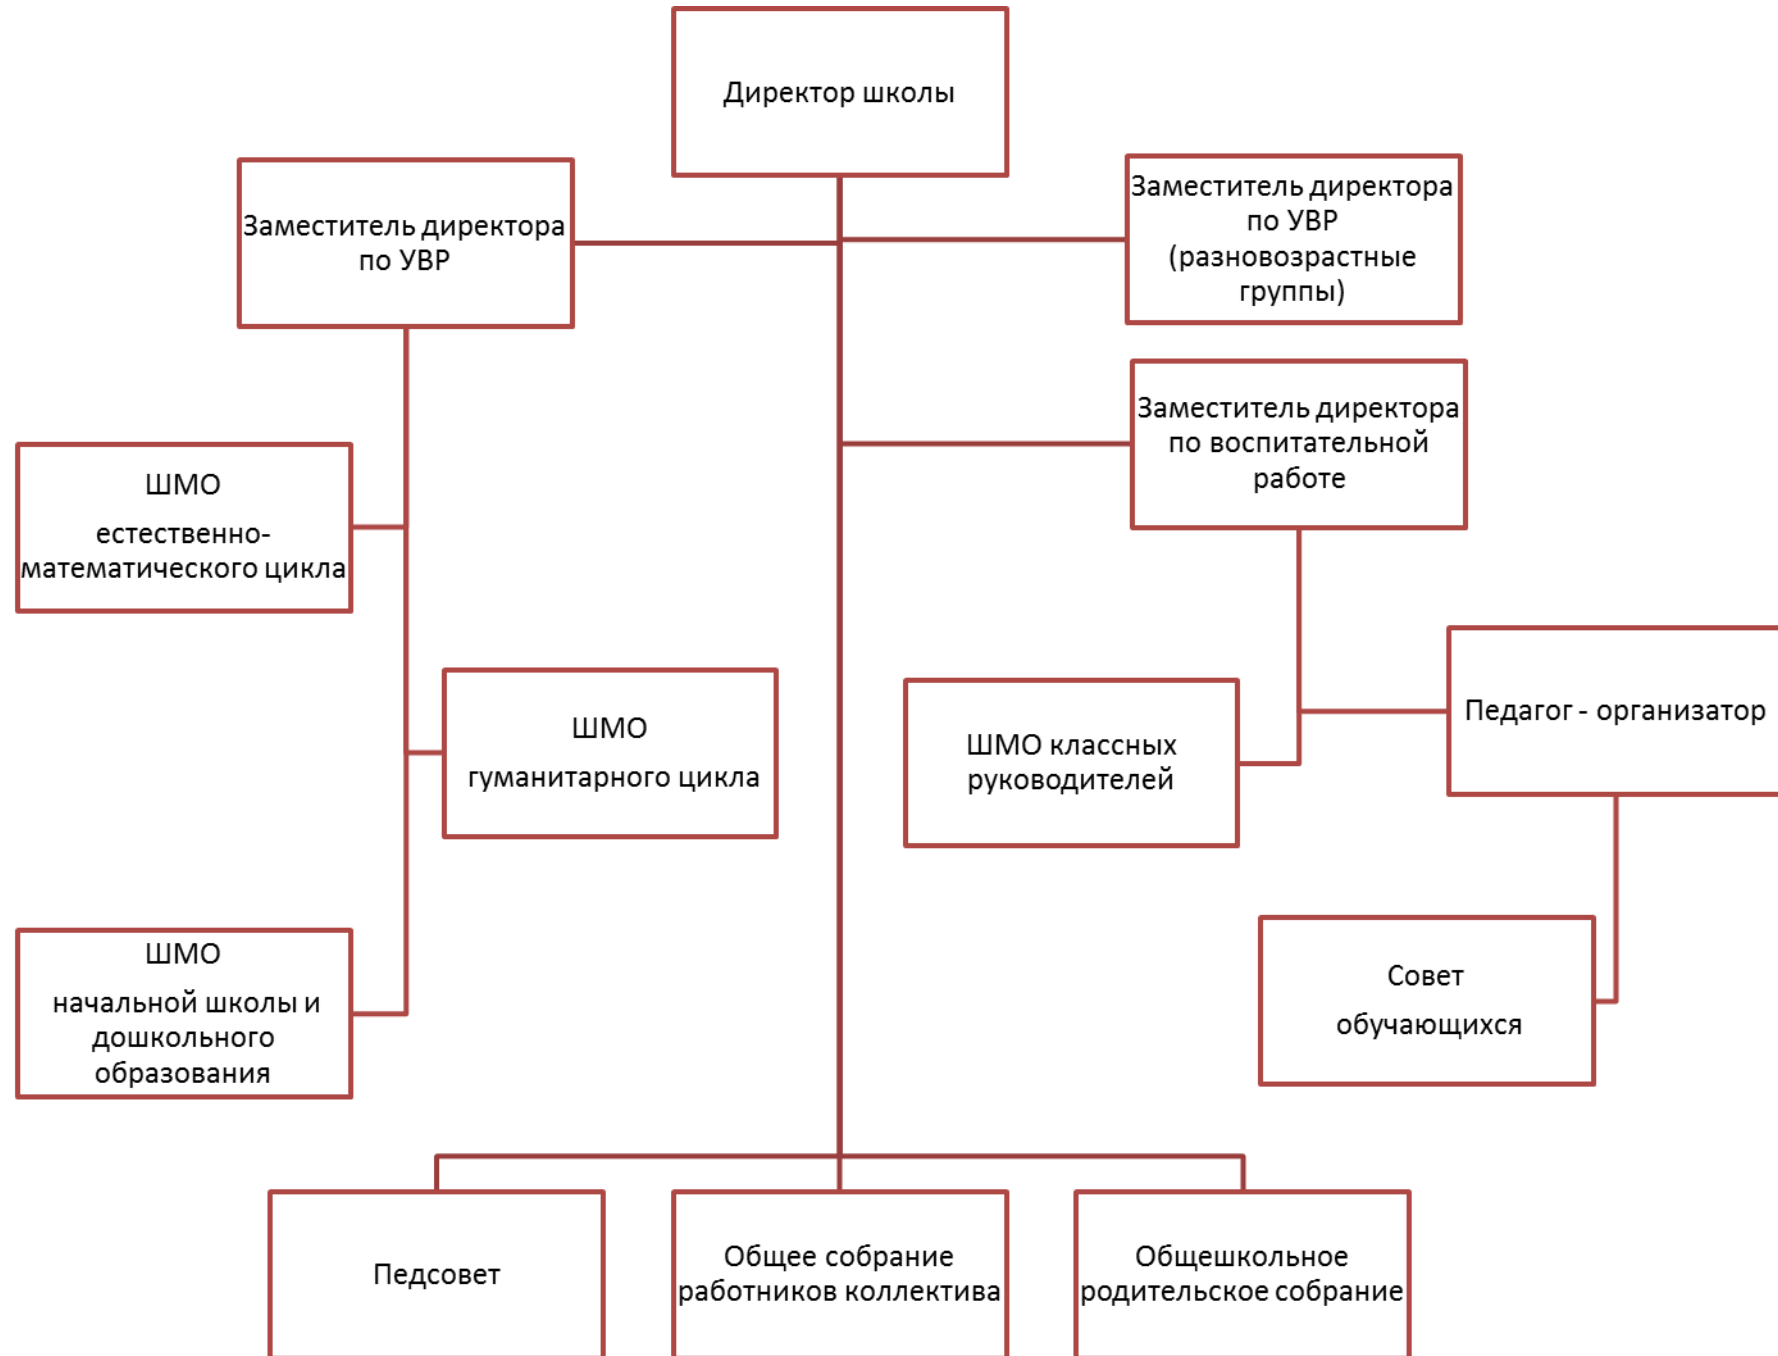 Директор школы
Заместитель директора
по УВР
Заместитель директора
по УВР
(разновозрастные
группы)
Заместитель директора
по воспитательной
работе
ШМО
естественно-
математического цикла
ШМО
гуманитарного цикла
ШМО классных
руководителей
Педагог - организатор
ШМО
начальной школы и
дошкольного
образования
Совет
обучающихся
Педсовет
Общее собрание
работников коллектива
Общешкольное
родительское собрание